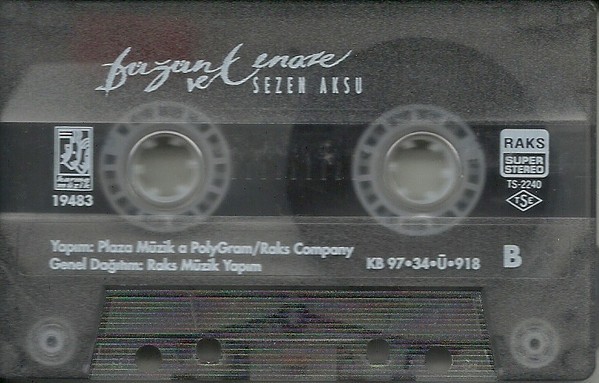 Düğün ve Cenaze
SEZEN AKSU
RAKS
SUPER
STEREO
TS-2240
TSE
19483
Yapım: Plaza Müzik a PolyGram/Raks Company
Genel Dağıtım: Raks Müzik Yapım
KB 97•34•Ü•918
B